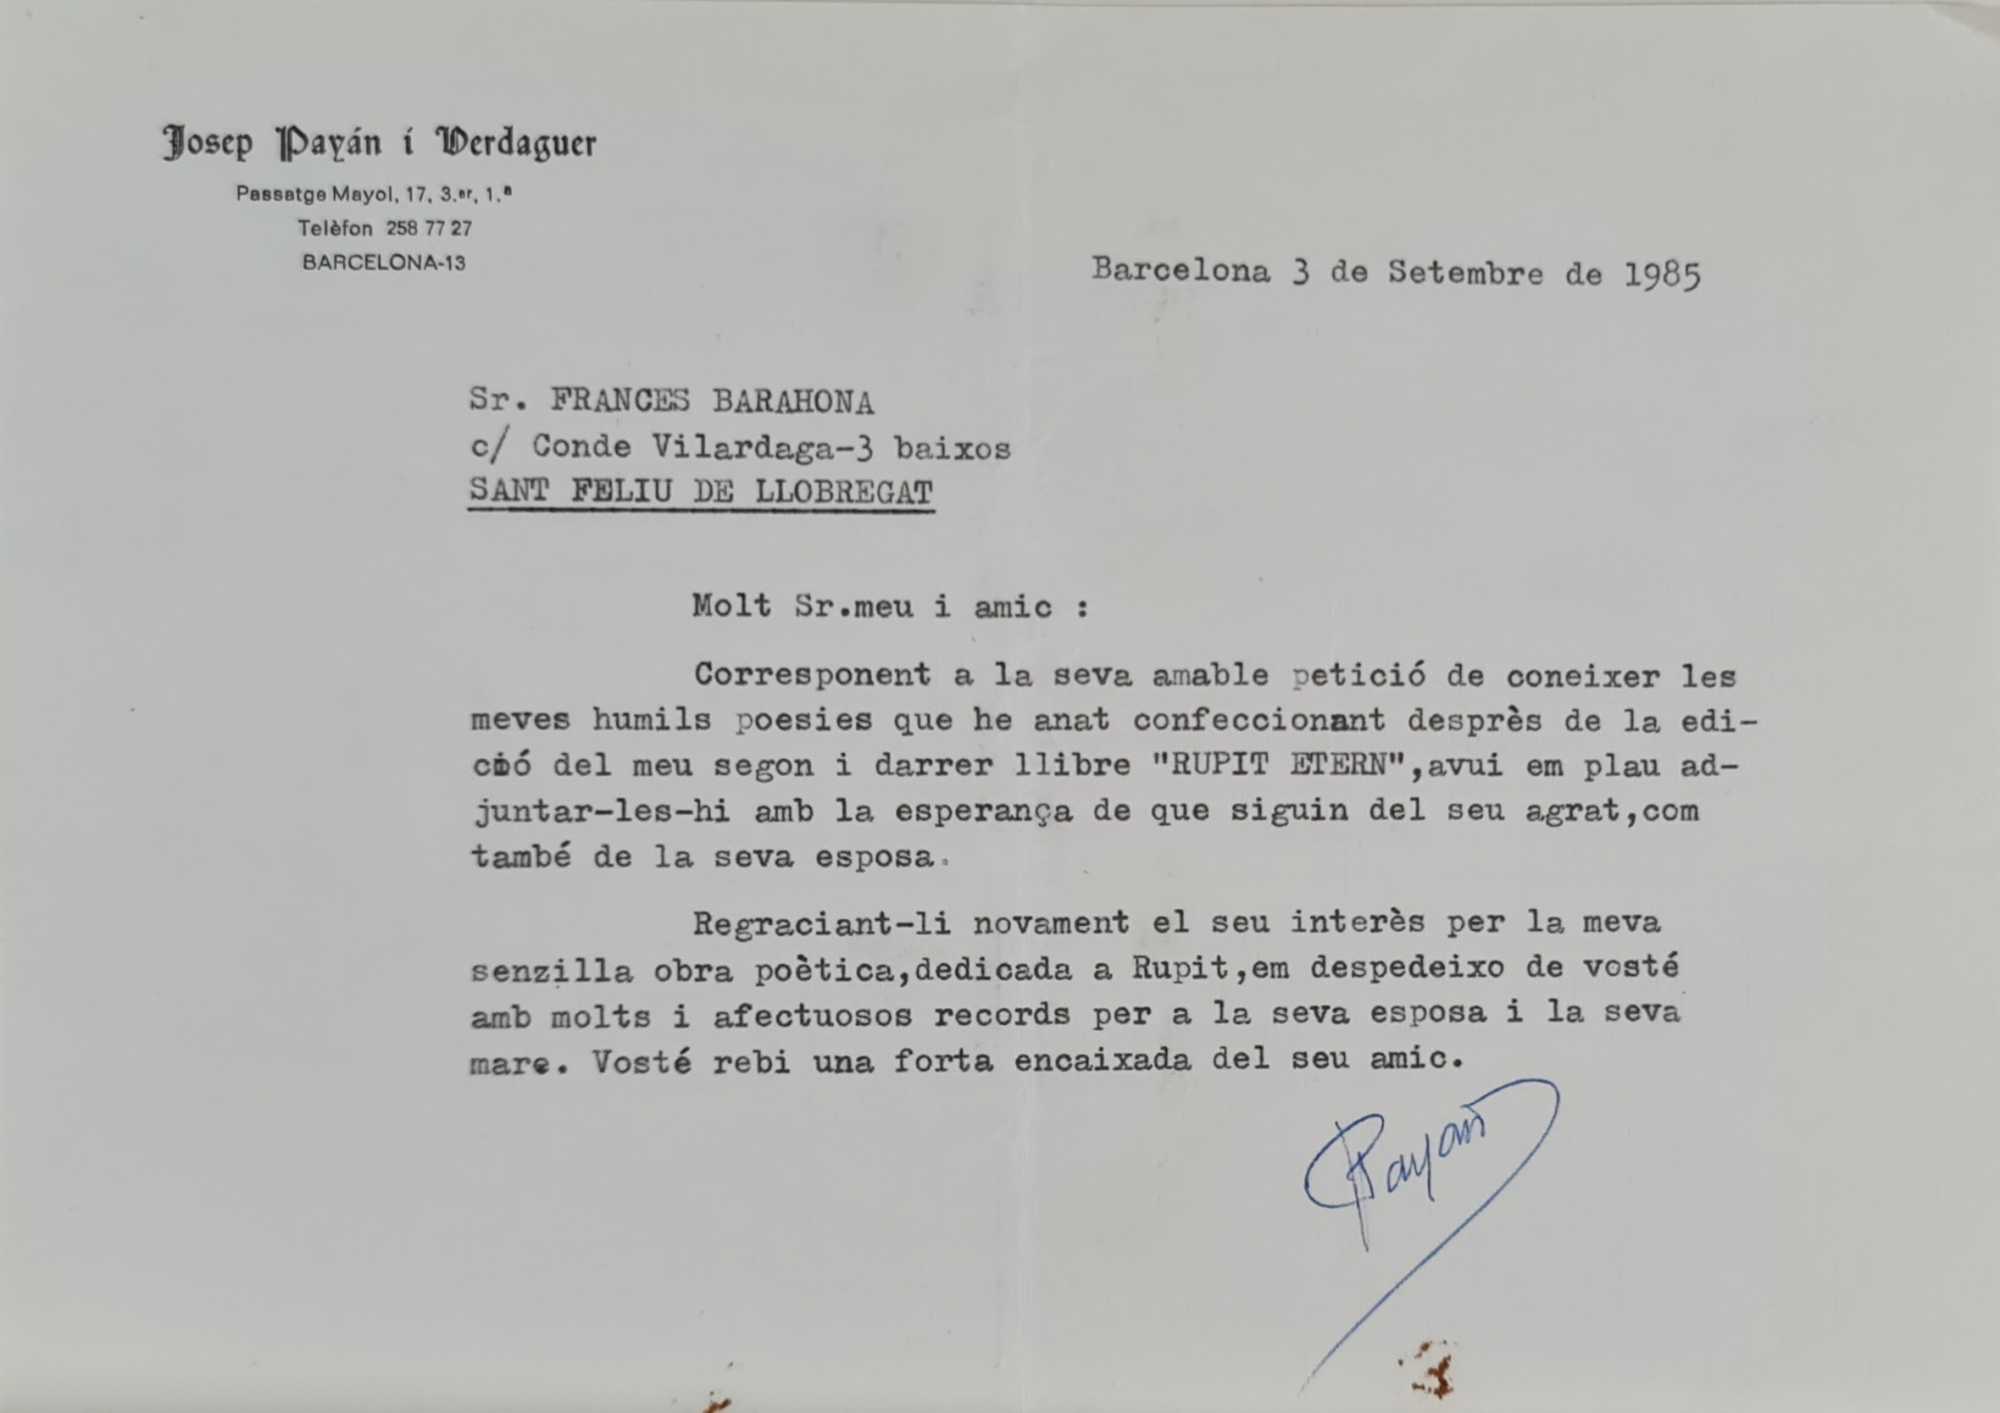 Josep Payán i Verdaguer
Passatge Mayol, 17, 3.er, 1.ª
Telèfon 258 77 27
BARCELONA-13
Barcelona 3 de Setembre de 1985
Sr. FRANCES BARAHONA
c/ Conde Vilardaga-3 baixos
SANT FELIU DE LLOBREGAT
Molt Sr.meu i amic :
Corresponent a la seva amable petició de coneixer les
meves humils poesies que he anat confeccionant desprès de la edi-
ció del meu segon i darrer llibre "RUPIT ETERN",avui em plau ad-
juntar-les-hi amb la esperança de que siguin del seu agrat,com
també de la seva esposa.
Regraciant-li novament el seu interès per la meva
senzilla obra poètica,dedicada a Rupit,em despedeixo de vosté
amb molts i afectuosos records per a la seva esposa i la seva
mare. Vosté rebi una forta encaixada del seu amic.
Payán